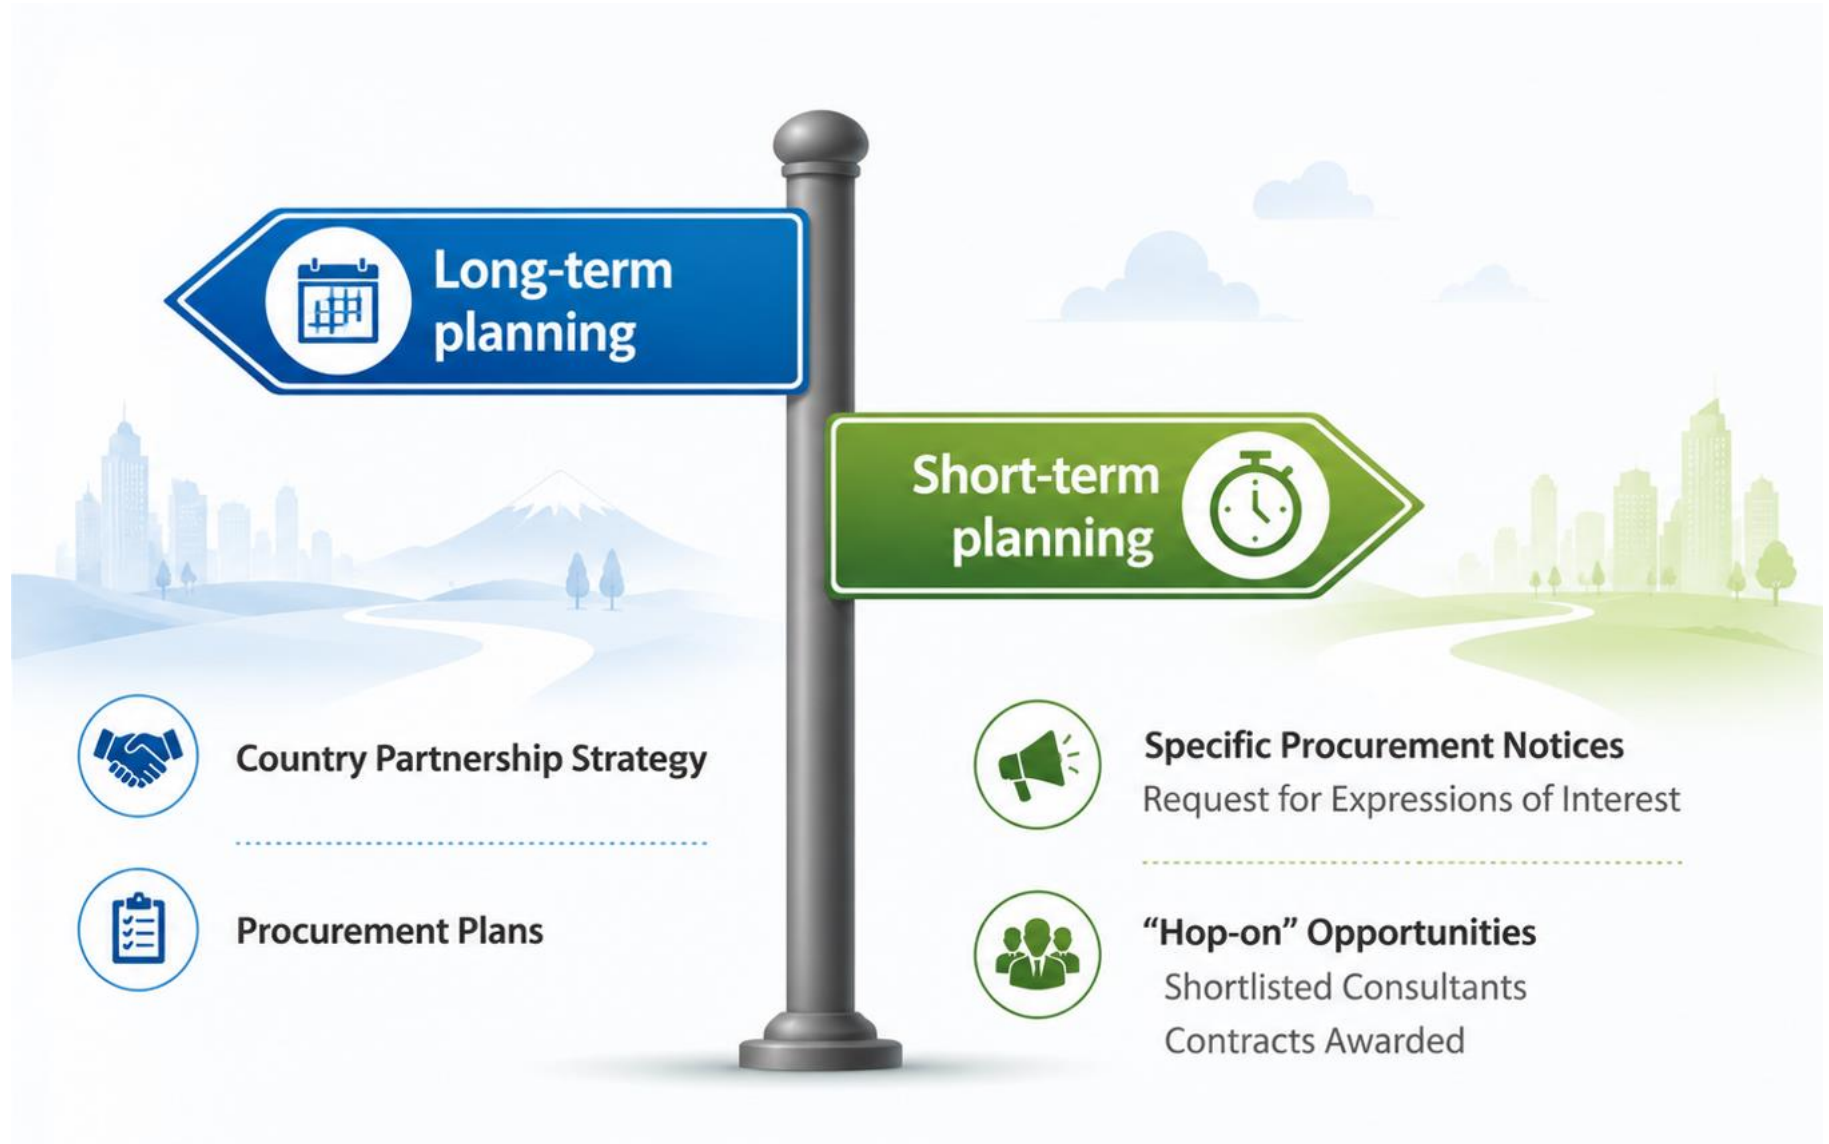 Long-term
planning
Short-term
planning
Country Partnership Strategy
Procurement Plans
Specific Procurement Notices
Request for Expressions of Interest
“Hop-on” Opportunities
Shortlisted Consultants
Contracts Awarded